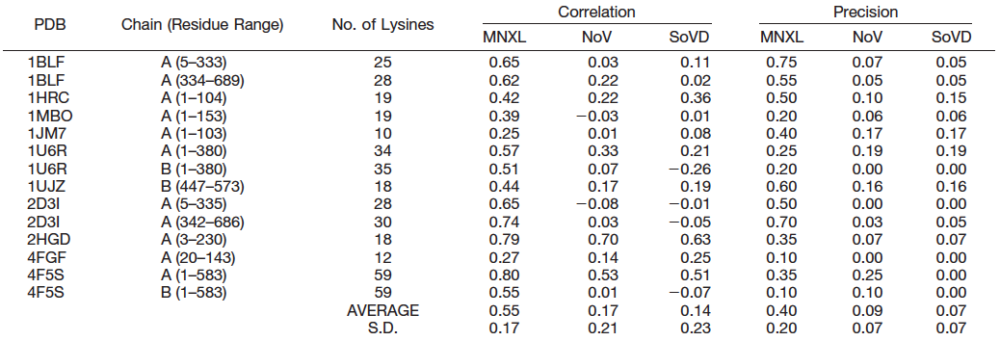 PDB Chain (Residue Range) No. of Lysines Correlation Precision
MNXL NoV SoVD MNXL NoV SoVD
1BLF A (5–333) 25 0.65 0.03 0.11 0.75 0.07 0.05
1BLF A (334–689) 28 0.62 0.22 0.02 0.55 0.05 0.05
1HRC A (1–104) 19 0.42 0.22 0.36 0.50 0.10 0.15
1MBO A (1–153) 19 0.39 −0.03 0.01 0.20 0.06 0.06
1JM7 A (1–103) 10 0.25 0.01 0.08 0.40 0.17 0.17
1U6R A (1–380) 34 0.57 0.33 0.21 0.25 0.19 0.19
1U6R B (1–380) 35 0.51 0.07 −0.26 0.20 0.00 0.00
1UJZ B (447–573) 18 0.44 0.17 0.19 0.60 0.16 0.16
2D3I A (5–335) 28 0.65 −0.08 −0.01 0.50 0.00 0.00
2D3I A (342–686) 30 0.74 0.03 −0.05 0.70 0.03 0.05
2HGD A (3–230) 18 0.79 0.70 0.63 0.35 0.07 0.07
4FGF A (20–143) 12 0.27 0.14 0.25 0.10 0.00 0.00
4F5S A (1–583) 59 0.80 0.53 0.51 0.35 0.25 0.00
4F5S B (1–583) 59 0.55 0.01 −0.07 0.10 0.10 0.00
AVERAGE 0.55 0.17 0.14 0.40 0.09 0.07
S.D. 0.17 0.21 0.23 0.20 0.07 0.07